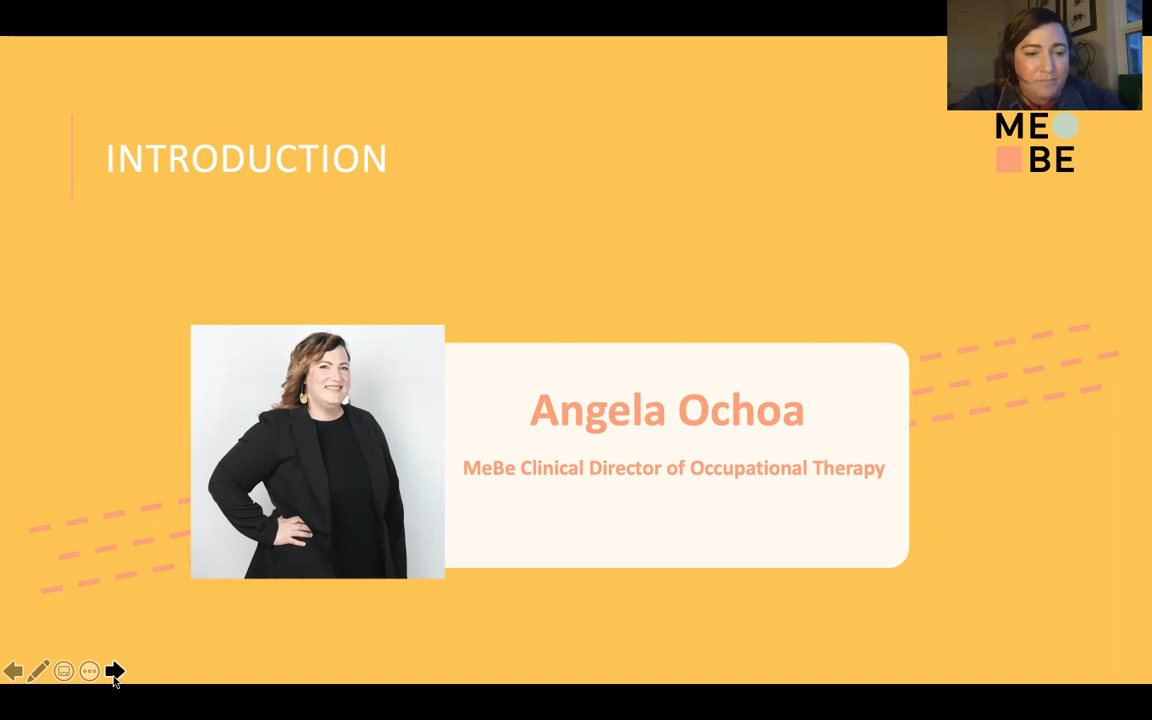 INTRODUCTION
ME
BE
Angela Ochoa
MeBe Clinical Director of Occupational Therapy